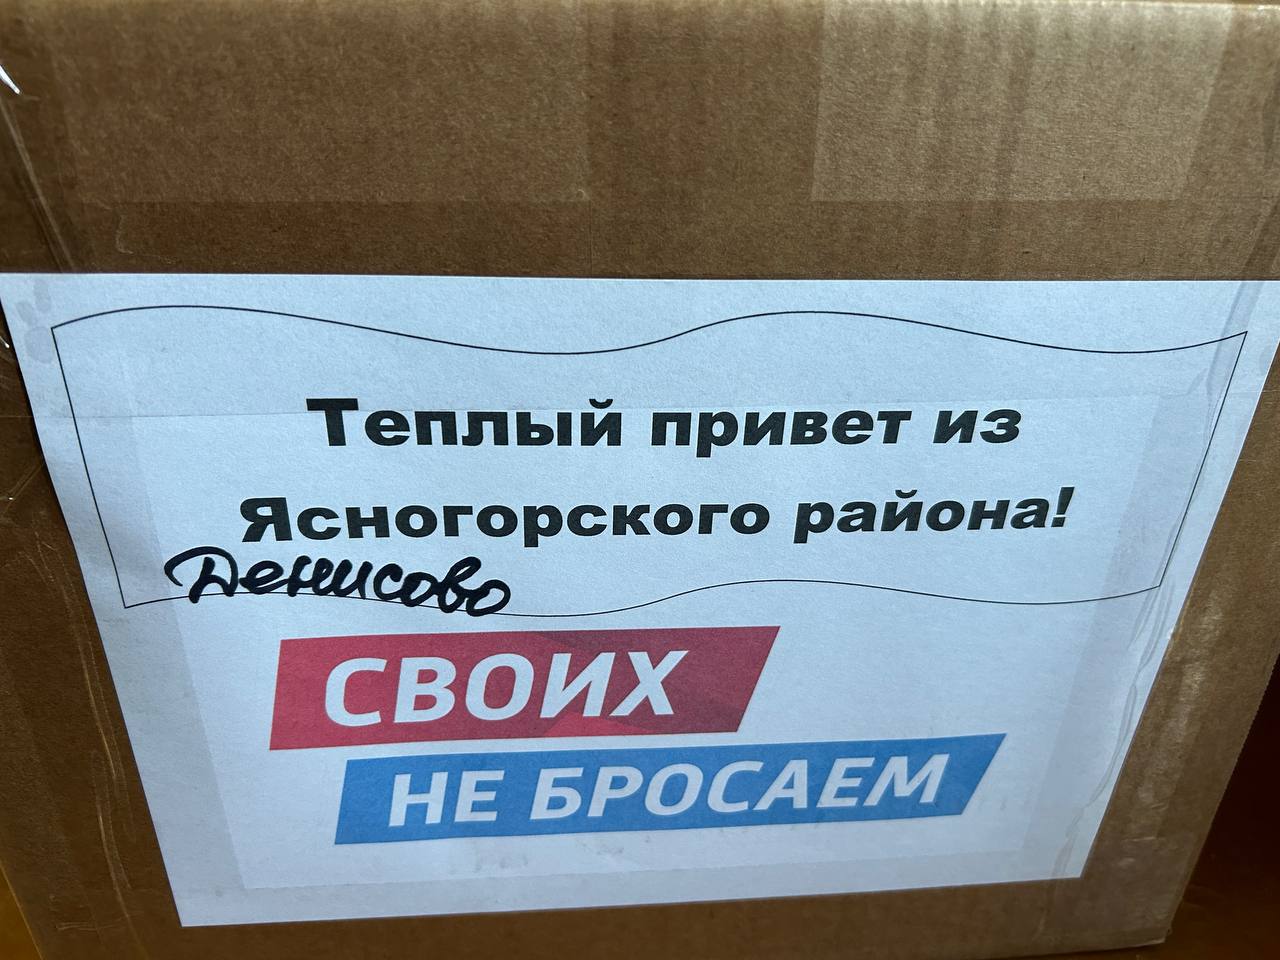 Теплый привет из
Ясногорского района!
Денисово
СВОИХ
НЕ БРОСАЕМ